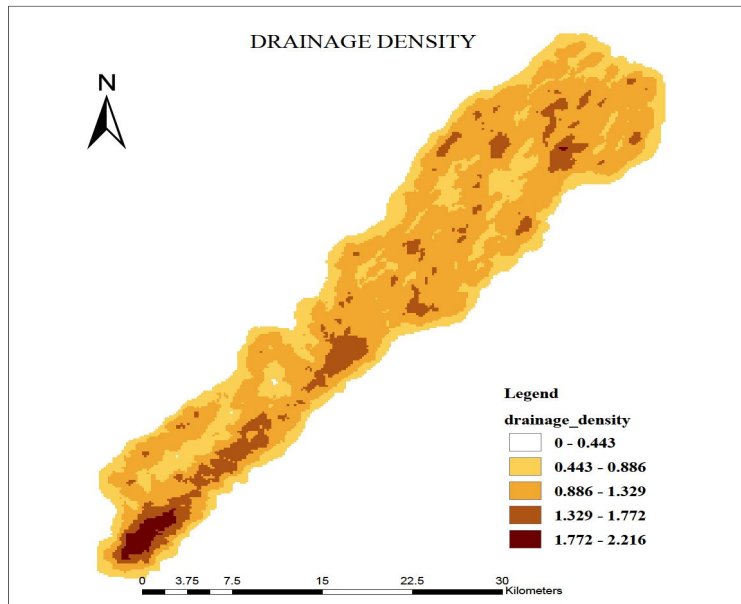 DRAINAGE DENSITY
N
Legend
drainage_density
0 - 0.443
0.443 - 0.886
0.886 - 1.329
1.329 - 1.772
1.772 - 2.216
0 3.75 7.5 15 22.5 30
Kilometers